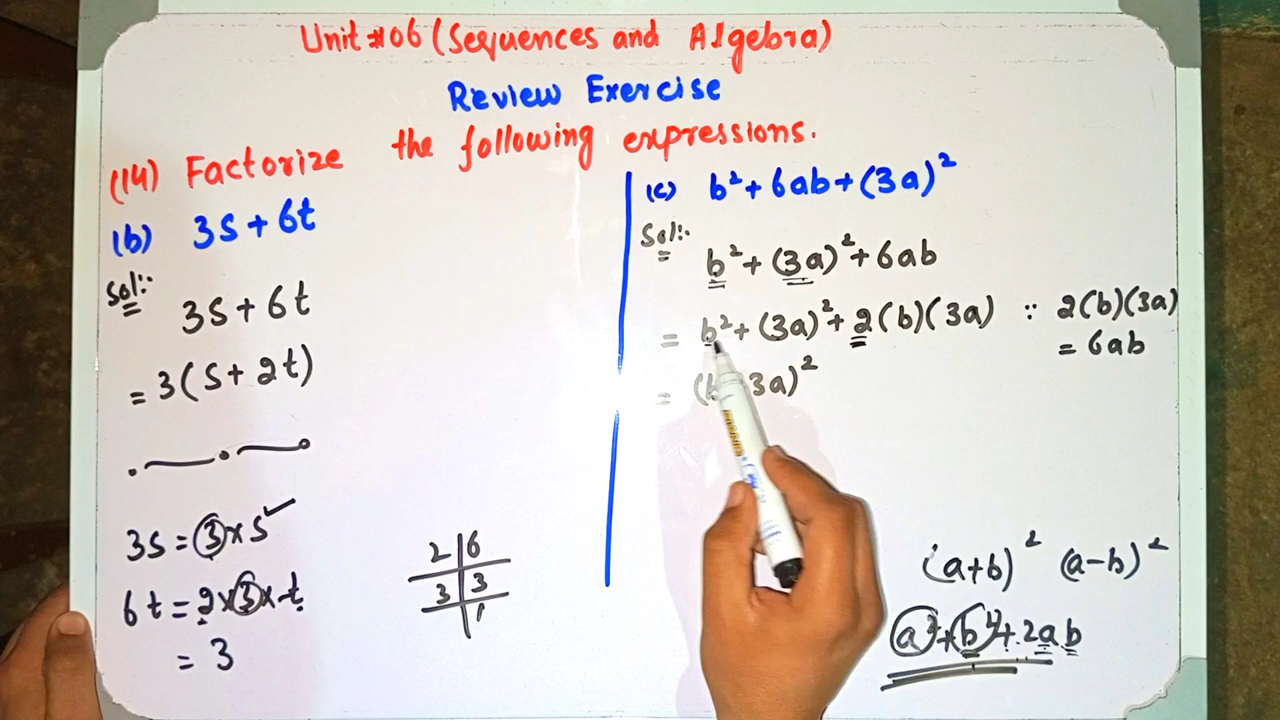 Unit #06 (Sequences and Algebra)
Review Exercise
(14) Factorize the following expressions.
(b) 3s + 6t
Sol:-
3s + 6t
= 3(s + 2t)
3s = 3 × s ✓
6t = 2 × 3 × t
= 3
2 | 6
3 | 3
| 1
(c) b² + 6ab + (3a)²
Sol:-
b² + (3a)² + 6ab
= b² + (3a)² + 2(b)(3a) ∵ 2(b)(3a)
= 6ab
= (b 3a)²
(a+b)² (a-b)²
a² + b² + 2ab